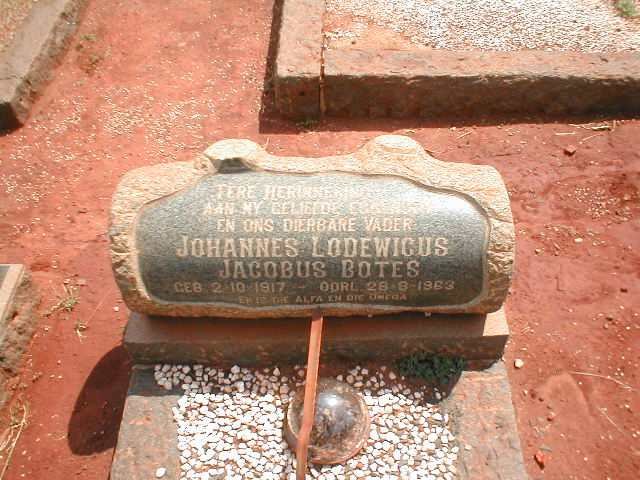 TERE HERINNERING
AAN MY GELIEFDE
EN ONS DIERBARE VADER
JOHANNES LODEWICUS
JACOBUS BOTES
GEB 2-10-1917 - OORL 28-8-1963
EK IS DIE ALFA EN DIE OMEGA